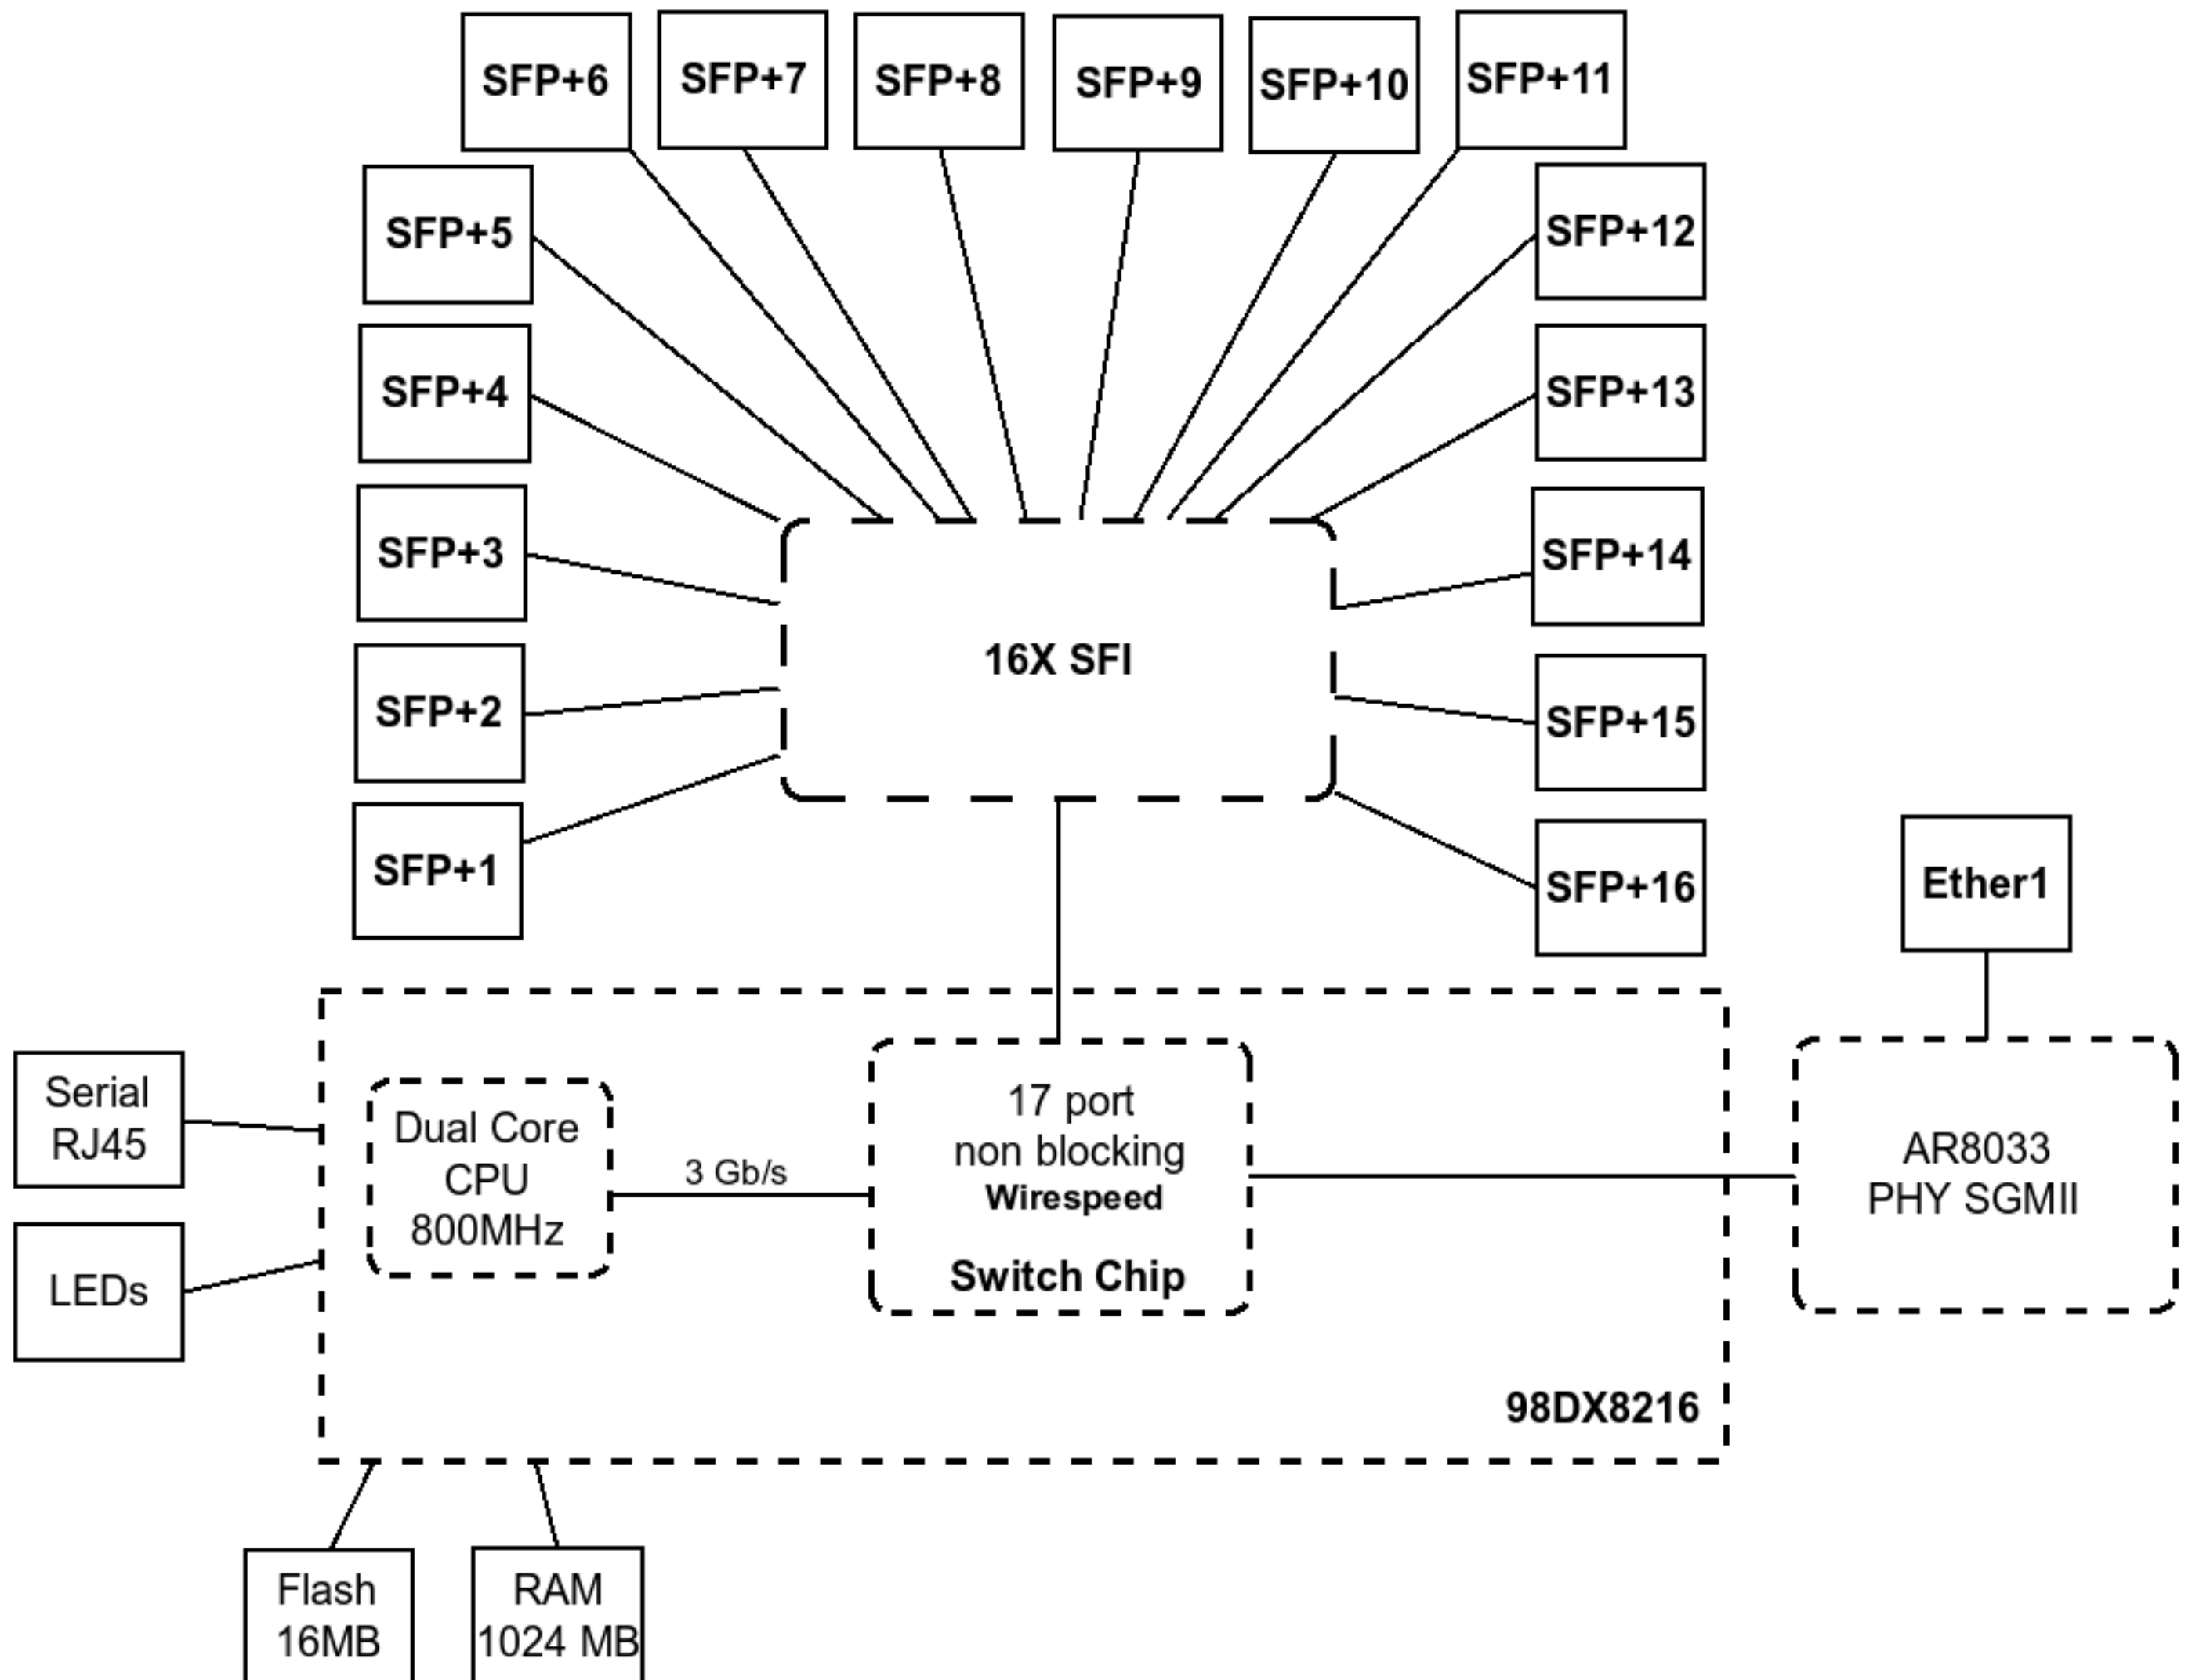 SFP+6
SFP+7
SFP+8
SFP+9
SFP+10
SFP+11
SFP+5
SFP+12
SFP+4
SFP+13
SFP+3
SFP+14
16X SFI
SFP+2
SFP+15
SFP+1
SFP+16
Ether1
Serial
RJ45
LEDs
Dual Core
CPU
800MHz
3 Gb/s
17 port
non blocking
Wirespeed
Switch Chip
AR8033
PHY SGMII
98DX8216
Flash
16MB
RAM
1024 MB